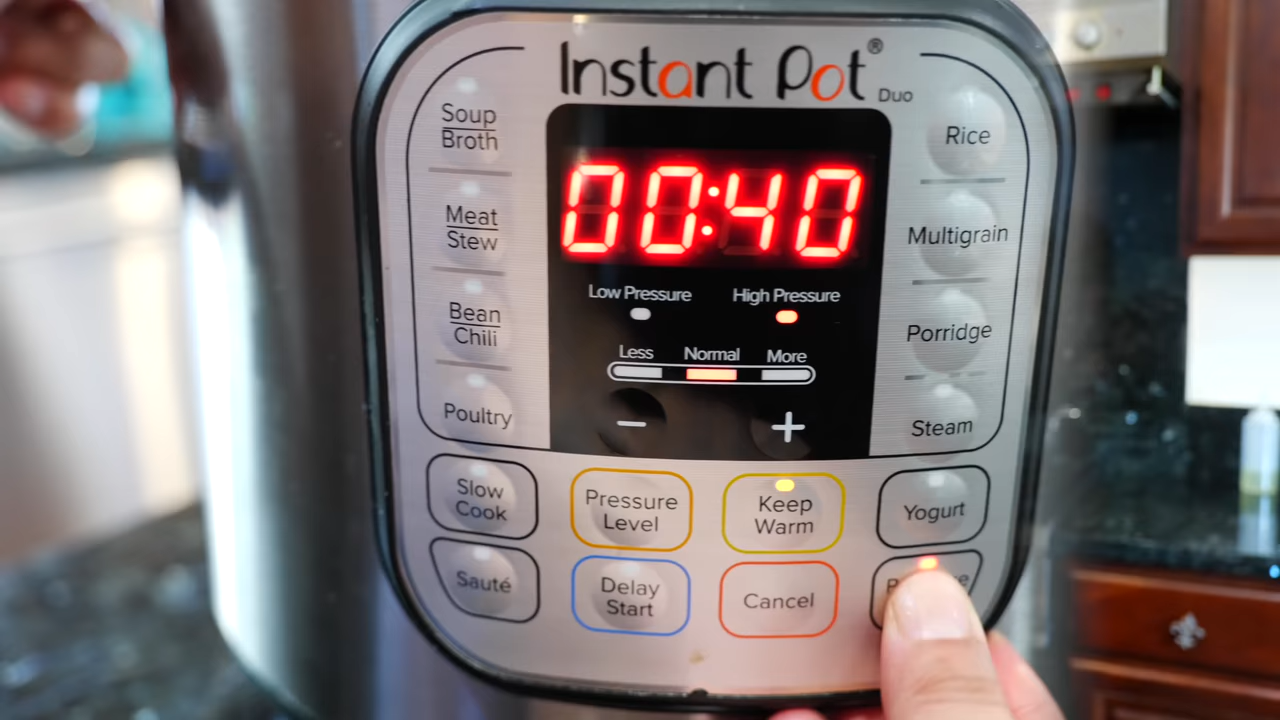 Instant Pot®
Duo
Soup
Broth
Meat
Stew
Bean
Chili
Poultry
00:40
Low Pressure High Pressure
Less Normal More
− +
Rice
Multigrain
Porridge
Steam
Slow
Cook
Pressure
Level
Keep
Warm
Yogurt
Sauté
Delay
Start
Cancel